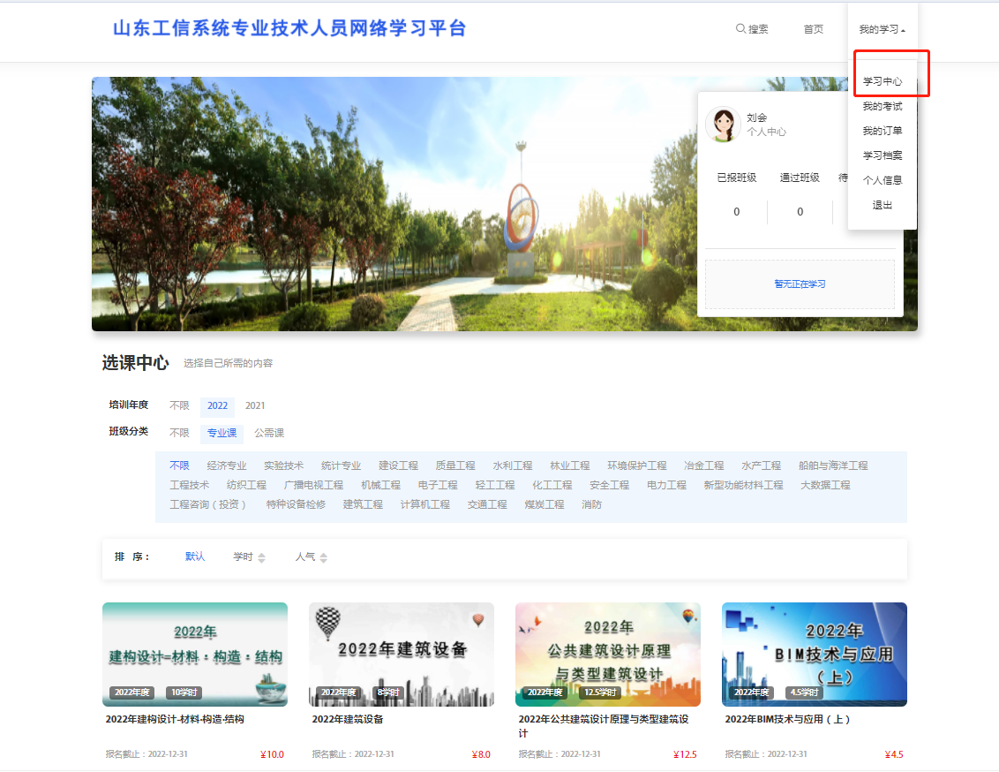 山东工信系统专业技术人员网络学习平台
搜索 首页 我的学习
学习中心
我的考试
我的订单
学习档案
个人信息
退出
刘会
个人中心
已报班级 通过班级 待
0 0
暂无正在学习
选课中心 选择自己所需的内容
培训年度 不限 2022 2021
班级分类 不限 专业课 公需课
不限 经济专业 实验技术 统计专业 建设工程 质量工程 水利工程 林业工程 环境保护工程 冶金工程 水产工程 船舶与海洋工程
工程技术 纺织工程 广播电视工程 机械工程 电子工程 轻工工程 化工工程 安全工程 电力工程 新型功能材料工程 大数据工程
工程咨询（投资） 特种设备检修 建筑工程 计算机工程 交通工程 煤炭工程 消防
排 序： 默认 学时 人气
2022年
建构设计=材料：构造：结构
2022年度 10学时
2022年建构设计-材料·构造·结构
报名截止：2022-12-31 ¥10.0
2022年建筑设备
2022年度 8学时
2022年建筑设备
报名截止：2022-12-31 ¥8.0
2022年
公共建筑设计原理
与类型建筑设计
2022年度 12.5学时
2022年公共建筑设计原理与类型建筑设
计
报名截止：2022-12-31 ¥12.5
2022年
BIM技术与应用
（上）
2022年度 4.5学时
2022年BIM技术与应用（上）
报名截止：2022-12-31 ¥4.5